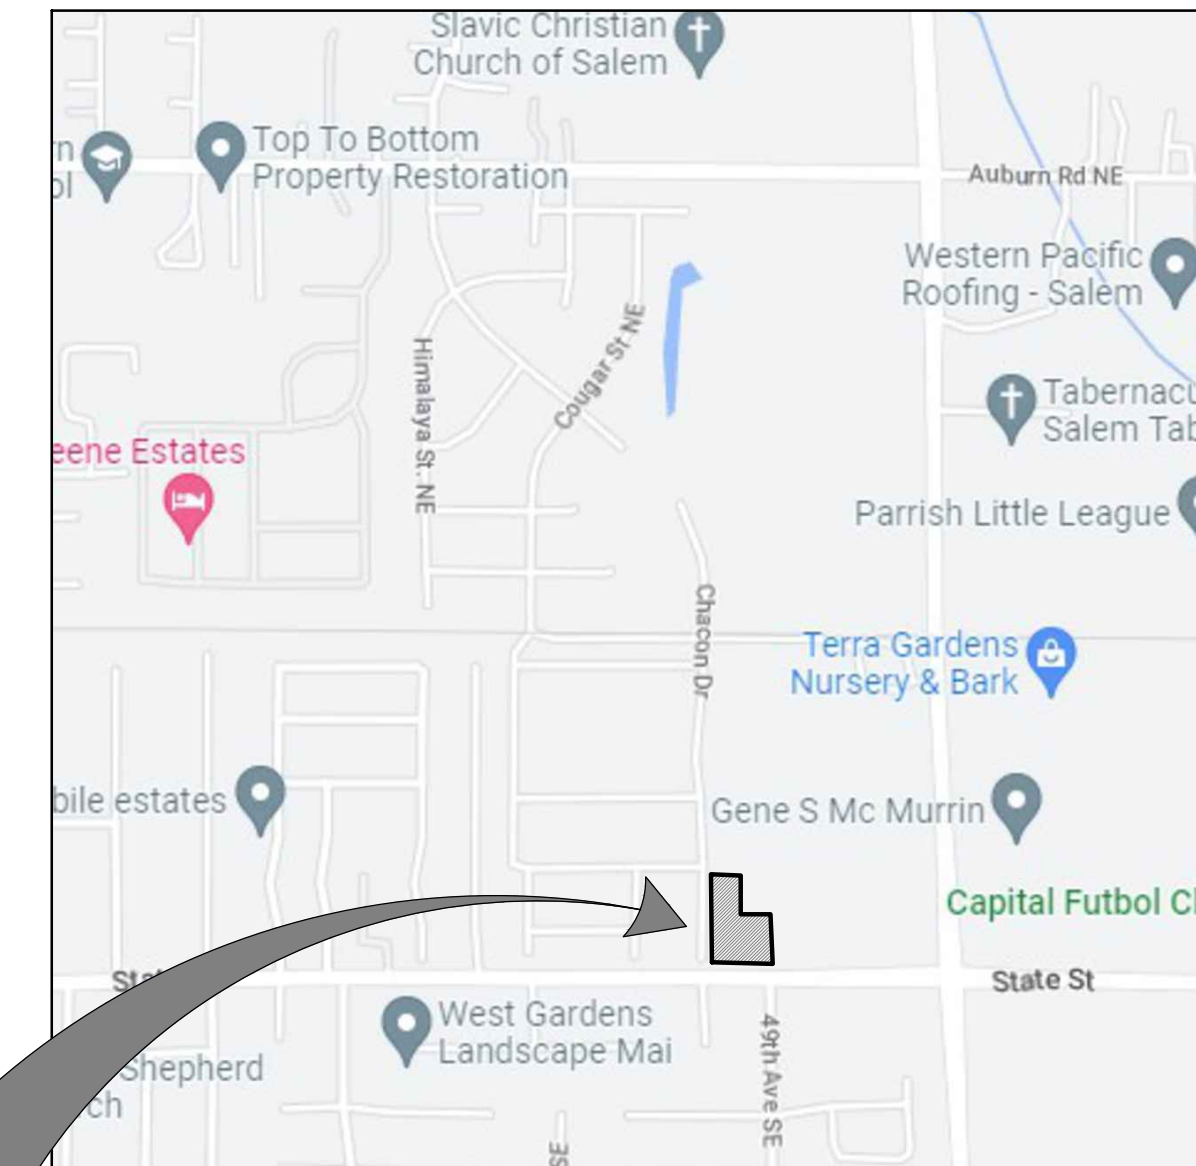 Slavic Christian
Church of Salem
Top To Bottom
Property Restoration
Auburn Rd NE
Western Pacific
Roofing - Salem
Cougar St NE
Himalaya St. NE
Tabernacu
Salem Tab
eene Estates
Parrish Little League
Chacon Dr
Terra Gardens
Nursery & Bark
bile estates
Gene S Mc Murrin
Capital Futbol Cl
State St
West Gardens
Landscape Mai
49th Ave SE
Shepherd
ch
SE